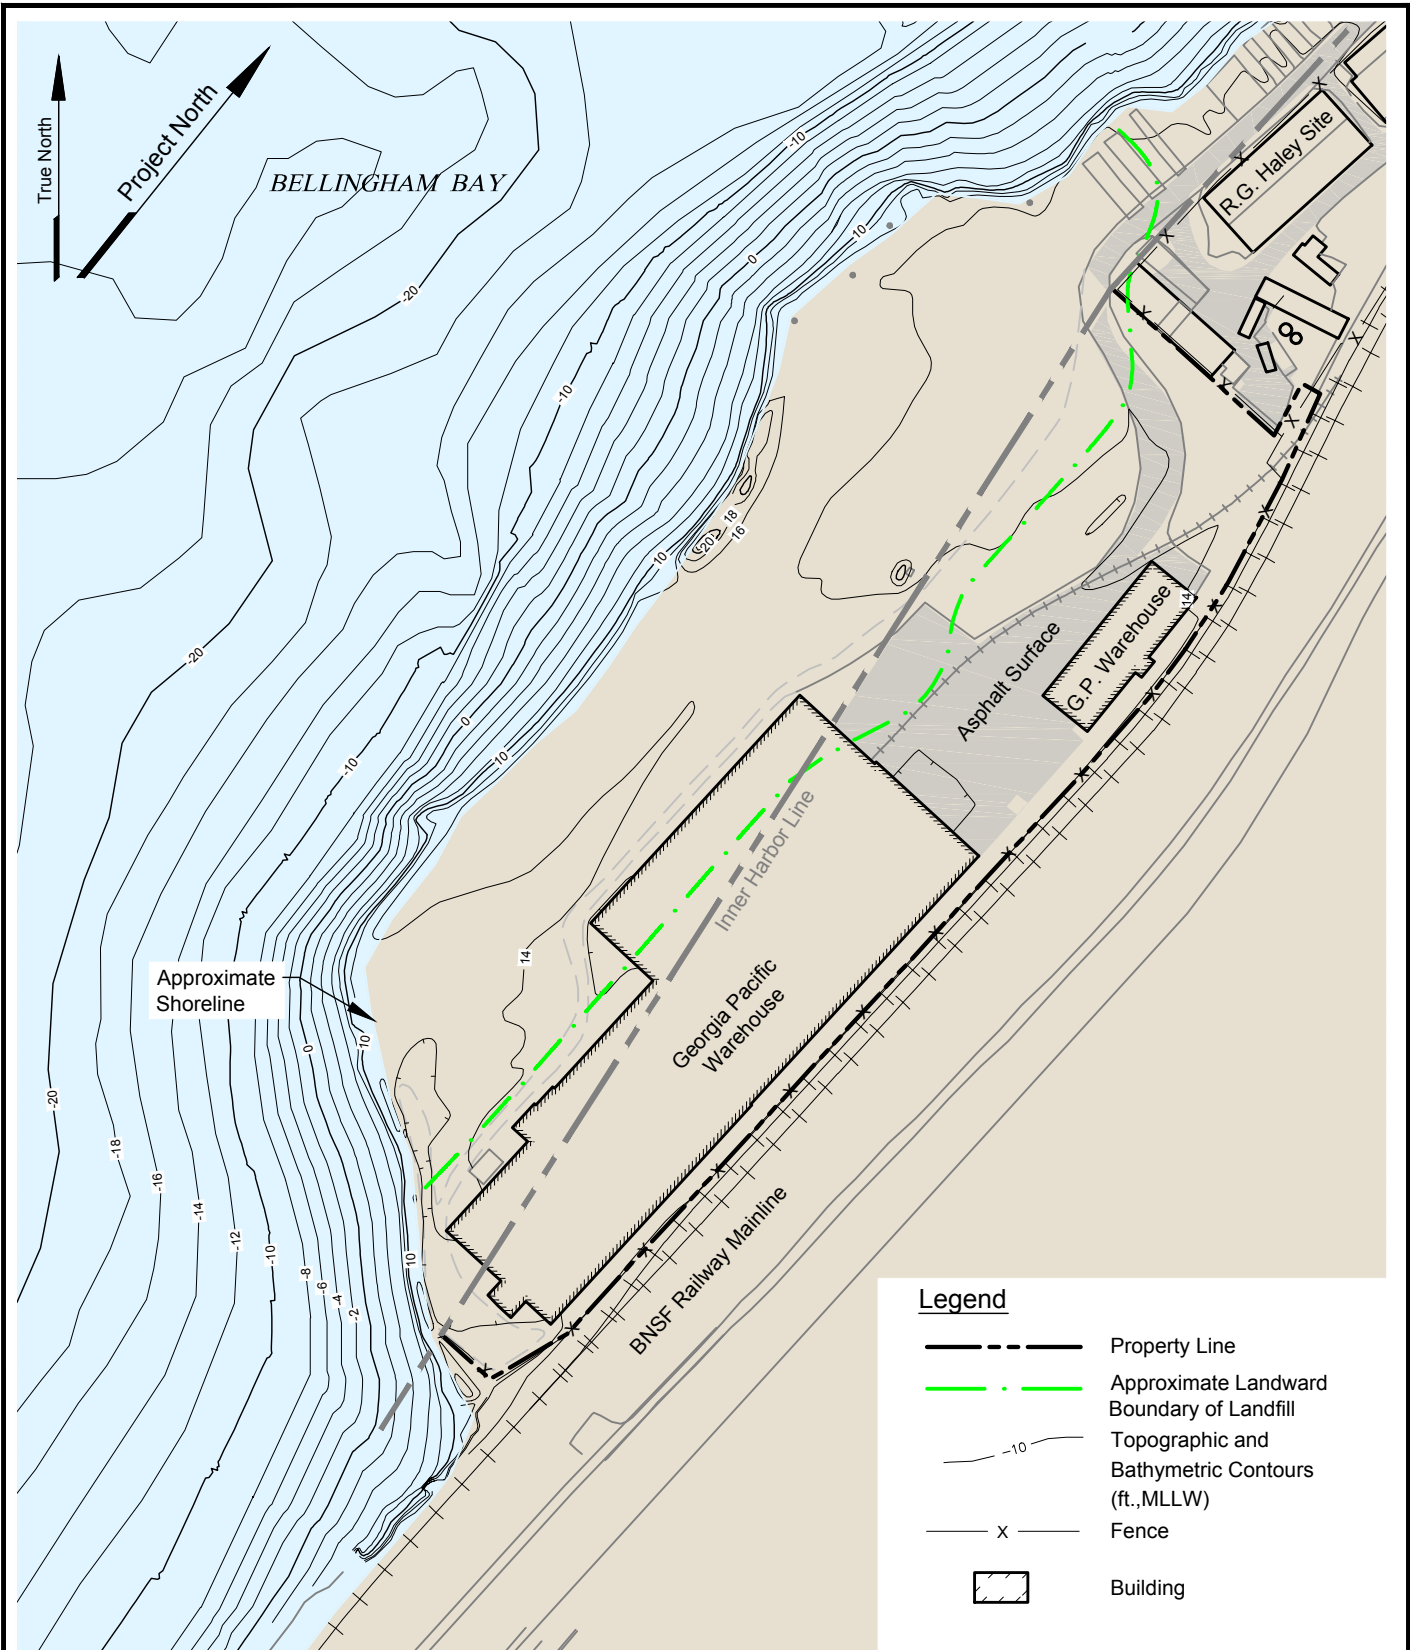 True North
Project North
BELLINGHAM BAY
R.G. Haley Site
-10
10
0
-20
-10
18
20
16
10
-20
14
G.P. Warehouse
Asphalt Surface
0
10
-10
Inner Harbor Line
14
Georgia Pacific
Warehouse
Approximate
Shoreline
0
10
-20
-18
-16
-14
-12
-10
-8
-6
-4
-2
10
BNSF Railway Mainline
Legend
Property Line
Approximate Landward
Boundary of Landfill
-10
Topographic and
Bathymetric Contours
(ft.,MLLW)
X
Fence
Building